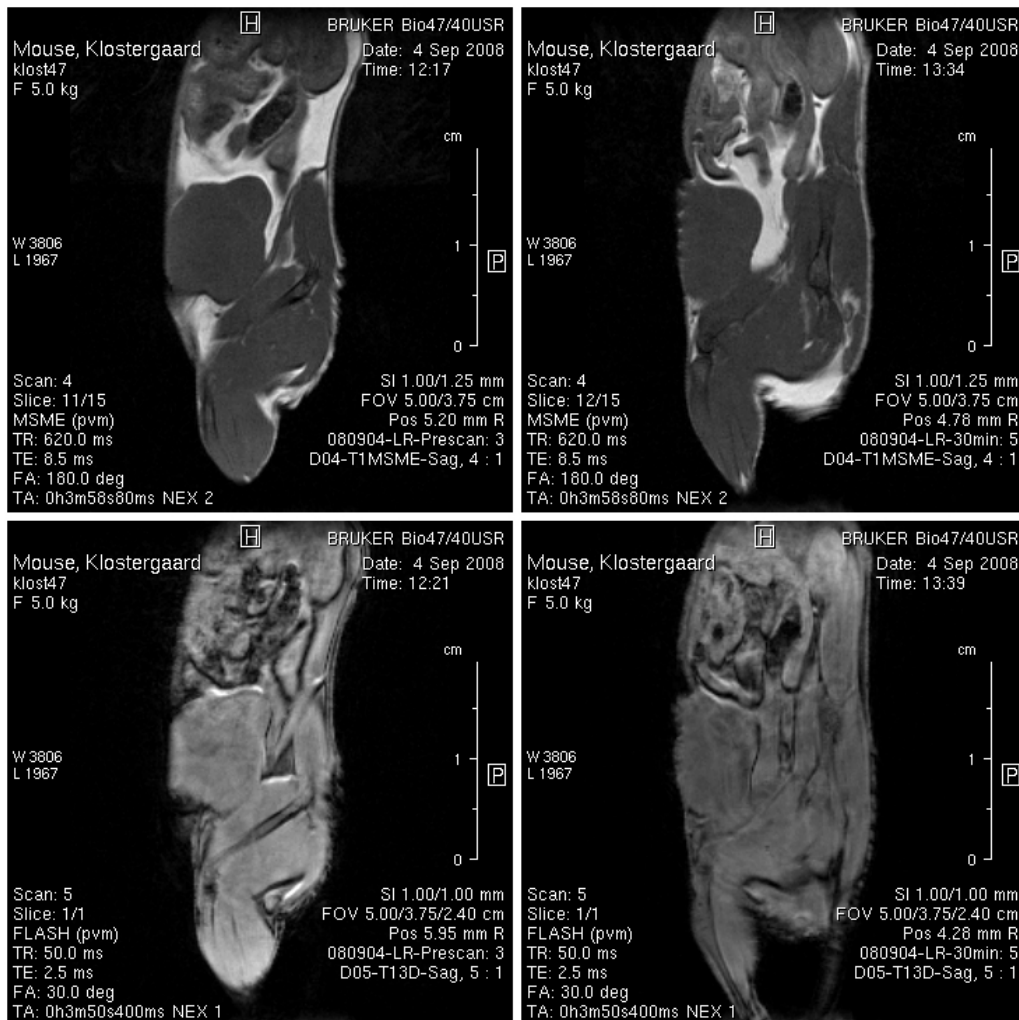 H BRUKER Bio47/40USR
Mouse, Klostergaard Date: 4 Sep 2008
klost47 Time: 12:17
F 5.0 kg
cm
W 3806 1
L 1967 P
0
Scan: 4 SI 1.00/1.25 mm
Slice: 11/15 FOV 5.00/3.75 cm
MSME (pvm) Pos 5.20 mm R
TR: 620.0 ms 080904-LR-Prescan: 3
TE: 8.5 ms D04-T1MSME-Sag, 4 : 1
FA: 180.0 deg
TA: 0h3m58s80ms NEX 2
H BRUKER Bio47/40USR
Mouse, Klostergaard Date: 4 Sep 2008
klost47 Time: 13:34
F 5.0 kg
cm
W 3806 1
L 1967 P
0
Scan: 4 SI 1.00/1.25 mm
Slice: 12/15 FOV 5.00/3.75 cm
MSME (pvm) Pos 4.78 mm R
TR: 620.0 ms 080904-LR-30min: 5
TE: 8.5 ms D04-T1MSME-Sag, 4 : 1
FA: 180.0 deg
TA: 0h3m58s80ms NEX 2
H BRUKER Bio47/40USR
Mouse, Klostergaard Date: 4 Sep 2008
klost47 Time: 12:21
F 5.0 kg
cm
W 3806 1
L 1967 P
0
Scan: 5 SI 1.00/1.00 mm
Slice: 1/1 FOV 5.00/3.75/2.40 cm
FLASH (pvm) Pos 5.95 mm R
TR: 50.0 ms 080904-LR-Prescan: 3
TE: 2.5 ms D05-T13D-Sag, 5 : 1
FA: 30.0 deg
TA: 0h3m50s400ms NEX 1
H BRUKER Bio47/40USR
Mouse, Klostergaard Date: 4 Sep 2008
klost47 Time: 13:39
F 5.0 kg
cm
W 3806 1
L 1967 P
0
Scan: 5 SI 1.00/1.00 mm
Slice: 1/1 FOV 5.00/3.75/2.40 cm
FLASH (pvm) Pos 4.28 mm R
TR: 50.0 ms 080904-LR-30min: 5
TE: 2.5 ms D05-T13D-Sag, 5 : 1
FA: 30.0 deg
TA: 0h3m50s400ms NEX 1